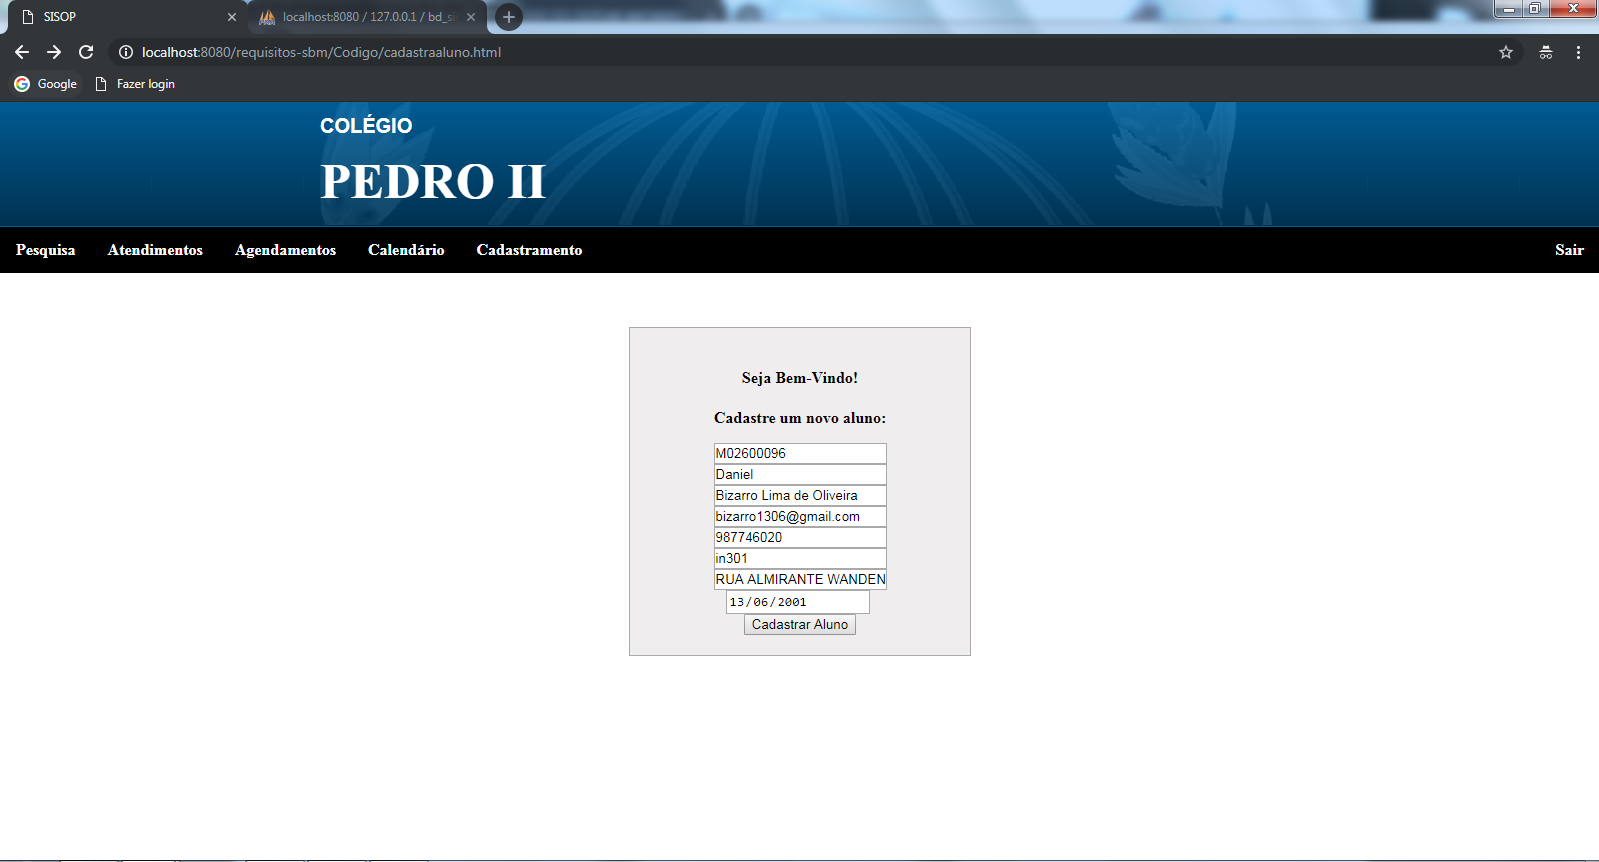 SISOP
localhost:8080 / 127.0.0.1 / bd_si
localhost:8080/requisitos-sbm/Codigo/cadastraaluno.html
Google Fazer login
COLÉGIO
PEDRO II
Pesquisa Atendimentos Agendamentos Calendário Cadastramento Sair
Seja Bem-Vindo!
Cadastre um novo aluno:
M02600096
Daniel
Bizarro Lima de Oliveira
bizarro1306@gmail.com
987746020
in301
RUA ALMIRANTE WANDEN
13/06/2001
Cadastrar Aluno